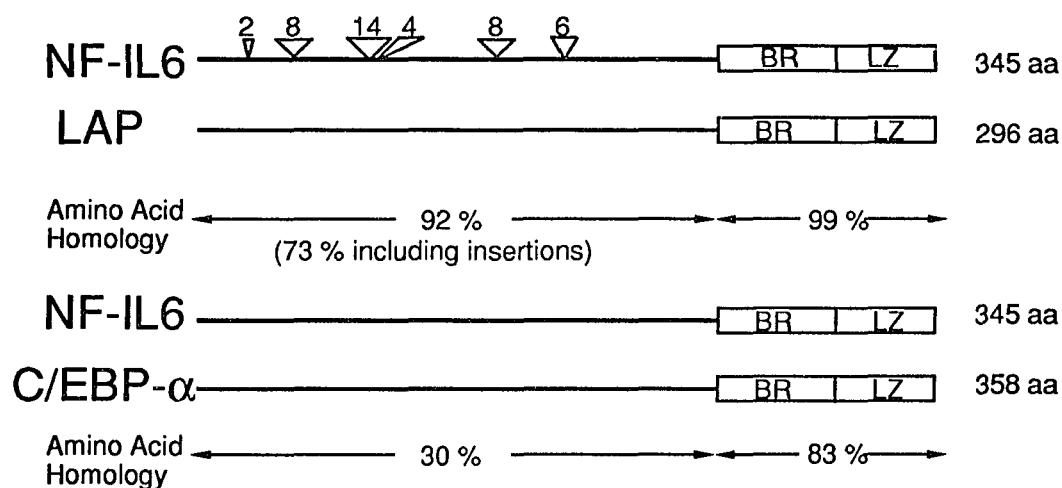 2 8 14 4 8 6
NF-IL6 BR LZ 345 aa
LAP BR LZ 296 aa
Amino Acid
Homology 92 % 99 %
(73 % including insertions)
NF-IL6 BR LZ 345 aa
C/EBP-α BR LZ 358 aa
Amino Acid
Homology 30 % 83 %